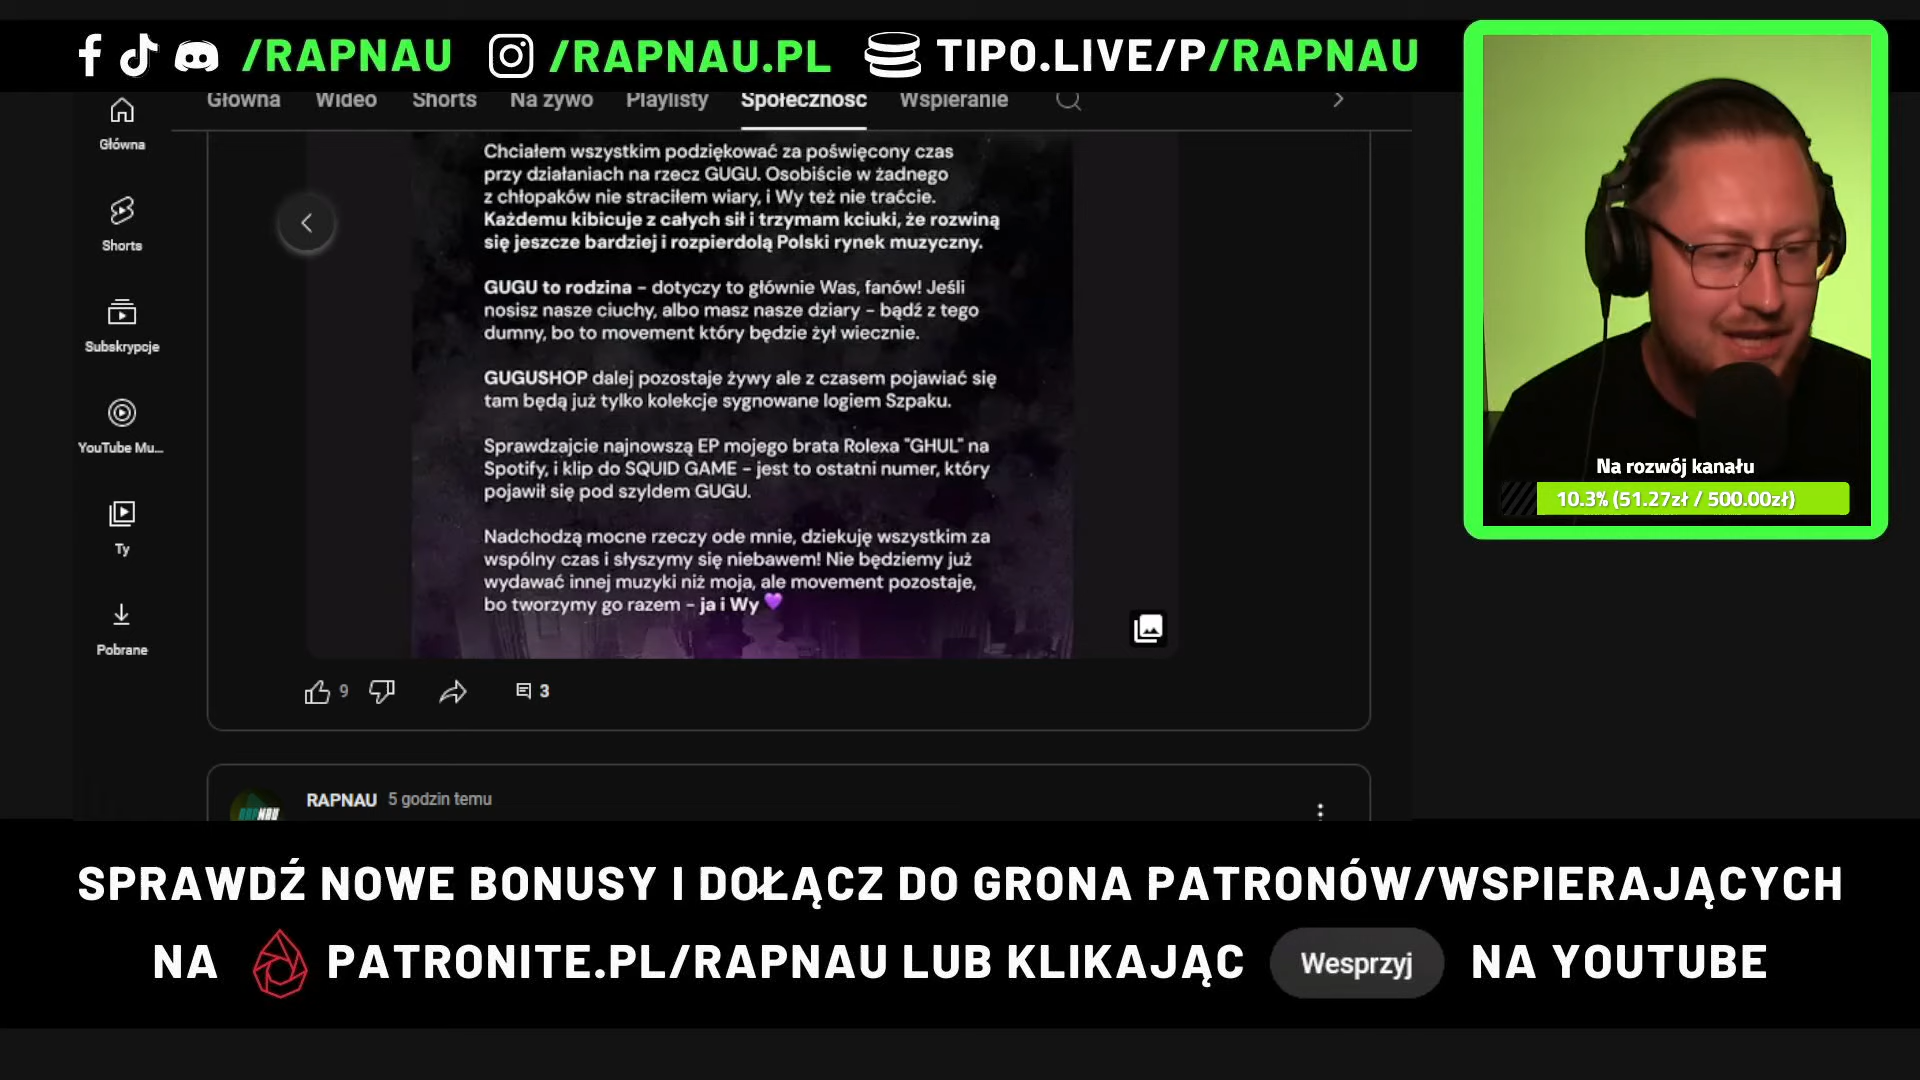 /RAPNAU
/RAPNAU.PL
TIPO.LIVE/P/RAPNAU
Główna
Wideo
Shorts
Na żywo
Playlisty
Społeczność
Wspieranie
Główna
Shorts
Subskrypcje
YouTube Mu...
Ty
Pobrane
Chciałem wszystkim podziękować za poświęcony czas
przy działaniach na rzecz GUGU. Osobiście w żadnego
z chłopaków nie straciłem wiary, i Wy też nie traćcie.
Każdemu kibicuje z całych sił i trzymam kciuki, że rozwiną
się jeszcze bardziej i rozpierdolą Polski rynek muzyczny.
GUGU to rodzina - dotyczy to głównie Was, fanów! Jeśli
nosisz nasze ciuchy, albo masz nasze dziary - bądź z tego
dumny, bo to movement który będzie żył wiecznie.
GUGUSHOP dalej pozostaje żywy ale z czasem pojawiać się
tam będą już tylko kolekcje sygnowane logiem Szpaku.
Sprawdzajcie najnowszą EP mojego brata Rolexa "GHUL" na
Spotify, i klip do SQUID GAME - jest to ostatni numer, który
pojawił się pod szyldem GUGU.
Nadchodzą mocne rzeczy ode mnie, dziekuję wszystkim za
wspólny czas i słyszymy się niebawem! Nie będziemy już
wydawać innej muzyki niż moja, ale movement pozostaje,
bo tworzymy go razem - ja i Wy 💜
9
3
RAPNAU 5 godzin temu
Na rozwój kanału
10.3% (51.27zł / 500.00zł)
SPRAWDŹ NOWE BONUSY I DOŁĄCZ DO GRONA PATRONÓW/WSPIERAJĄCYCH
NA PATRONITE.PL/RAPNAU LUB KLIKAJĄC Wesprzyj NA YOUTUBE